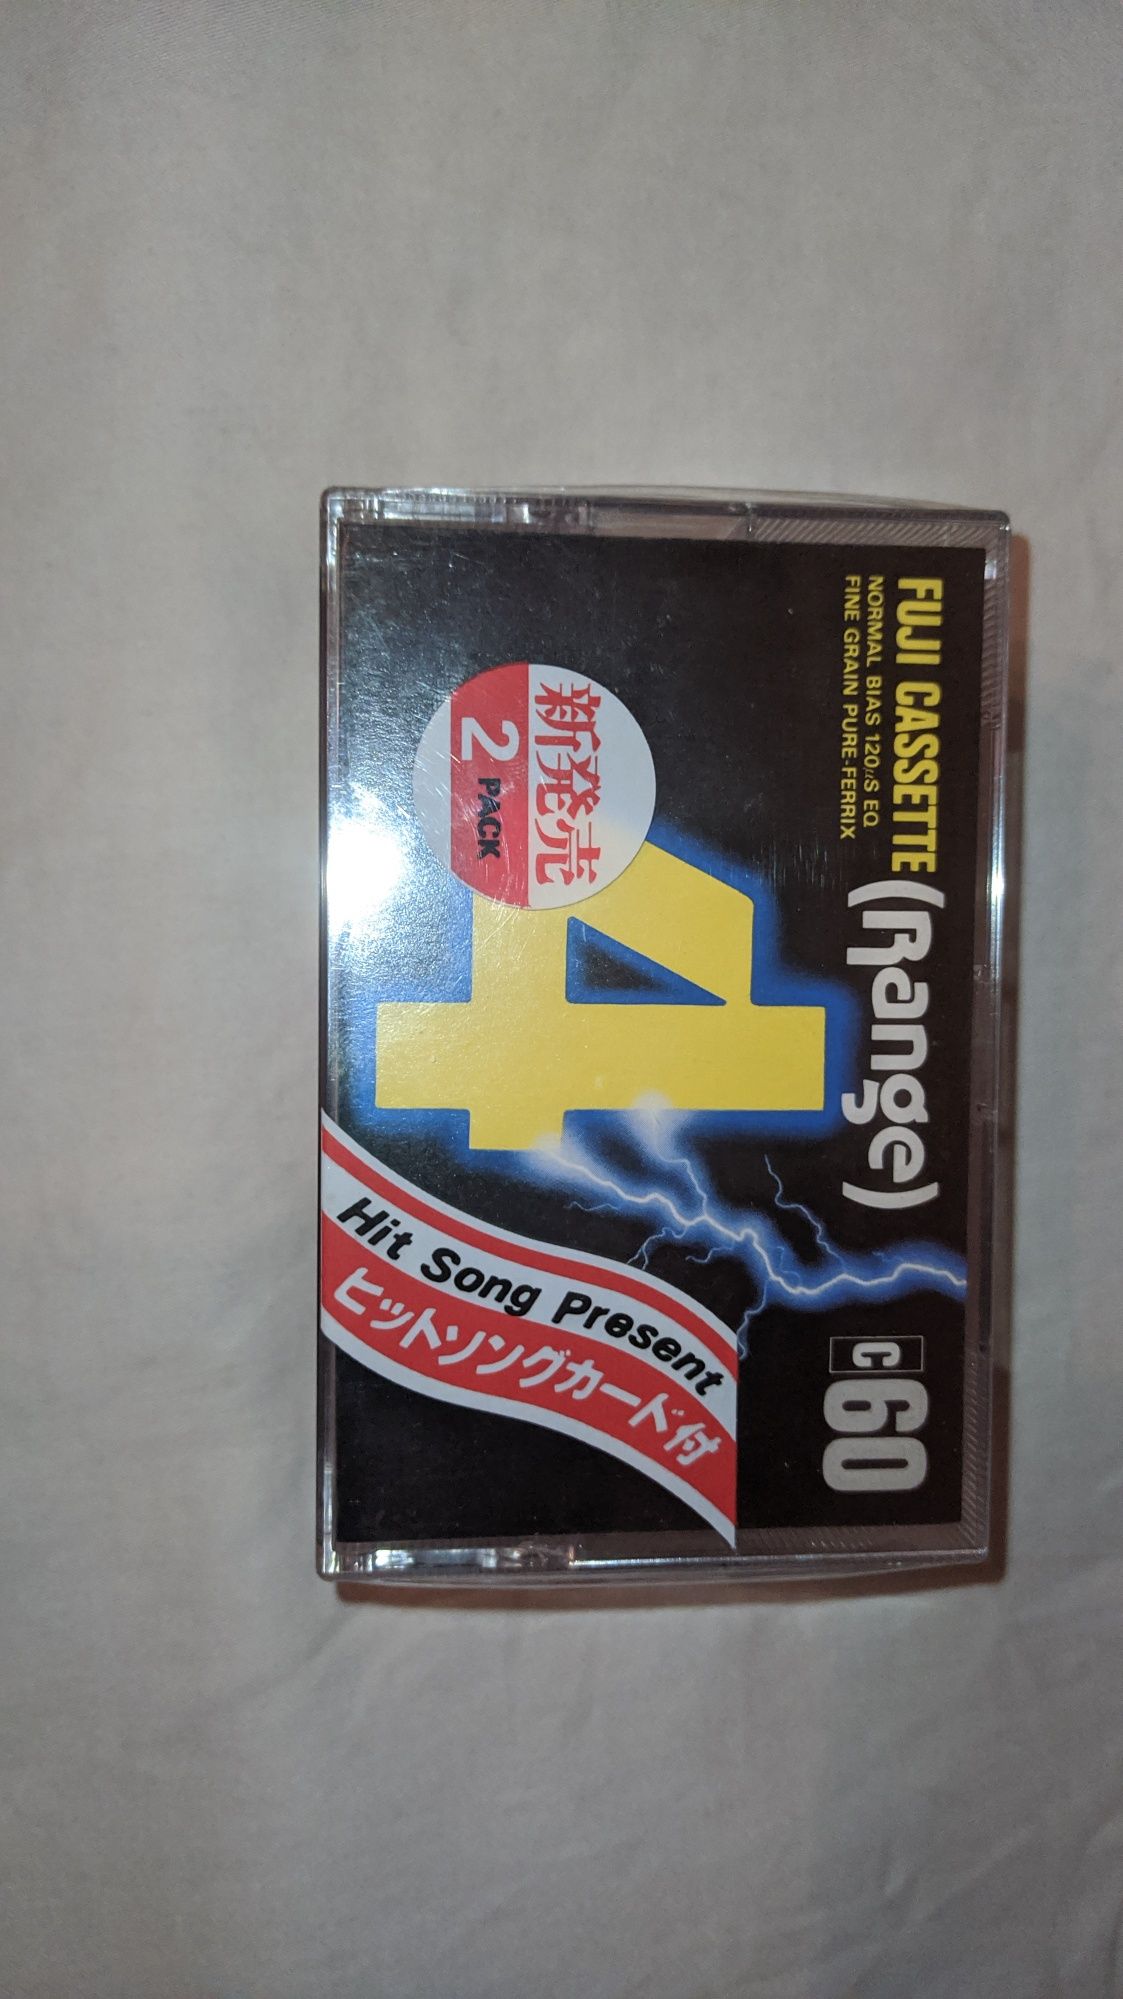 FUJI CASSETTE (Range)
NORMAL BIAS 120μS EQ.
FINE GRAIN PURE-FERRIX
C60
4
新発売
2 PACK
Hit Song Present
ヒットソングカード付